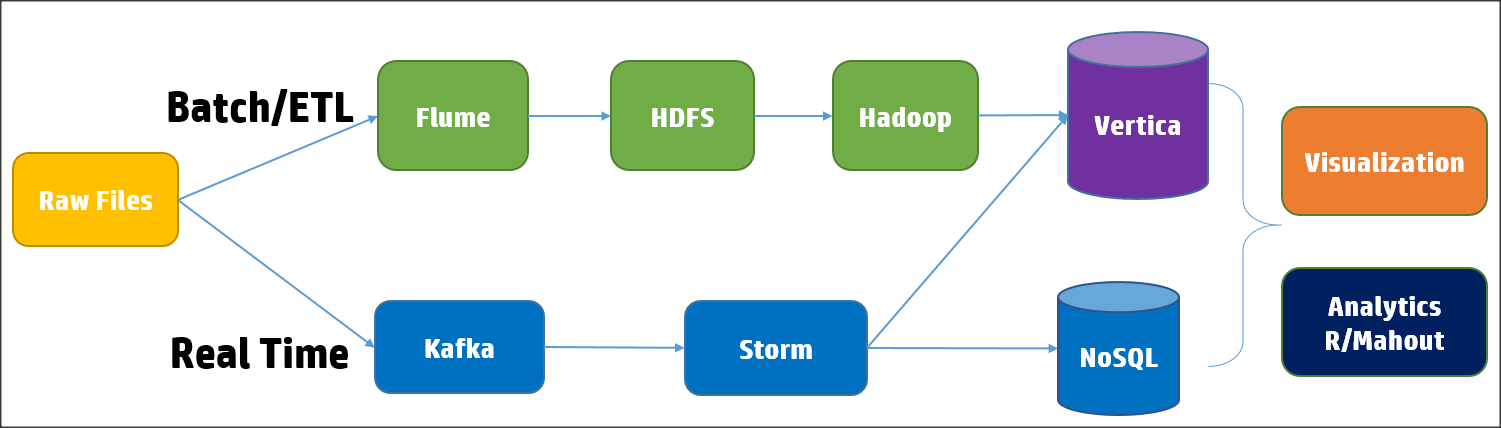 Batch/ETL
Flume
HDFS
Hadoop
Vertica
Visualization
Raw Files
Real Time
Kafka
Storm
NoSQL
Analytics
R/Mahout